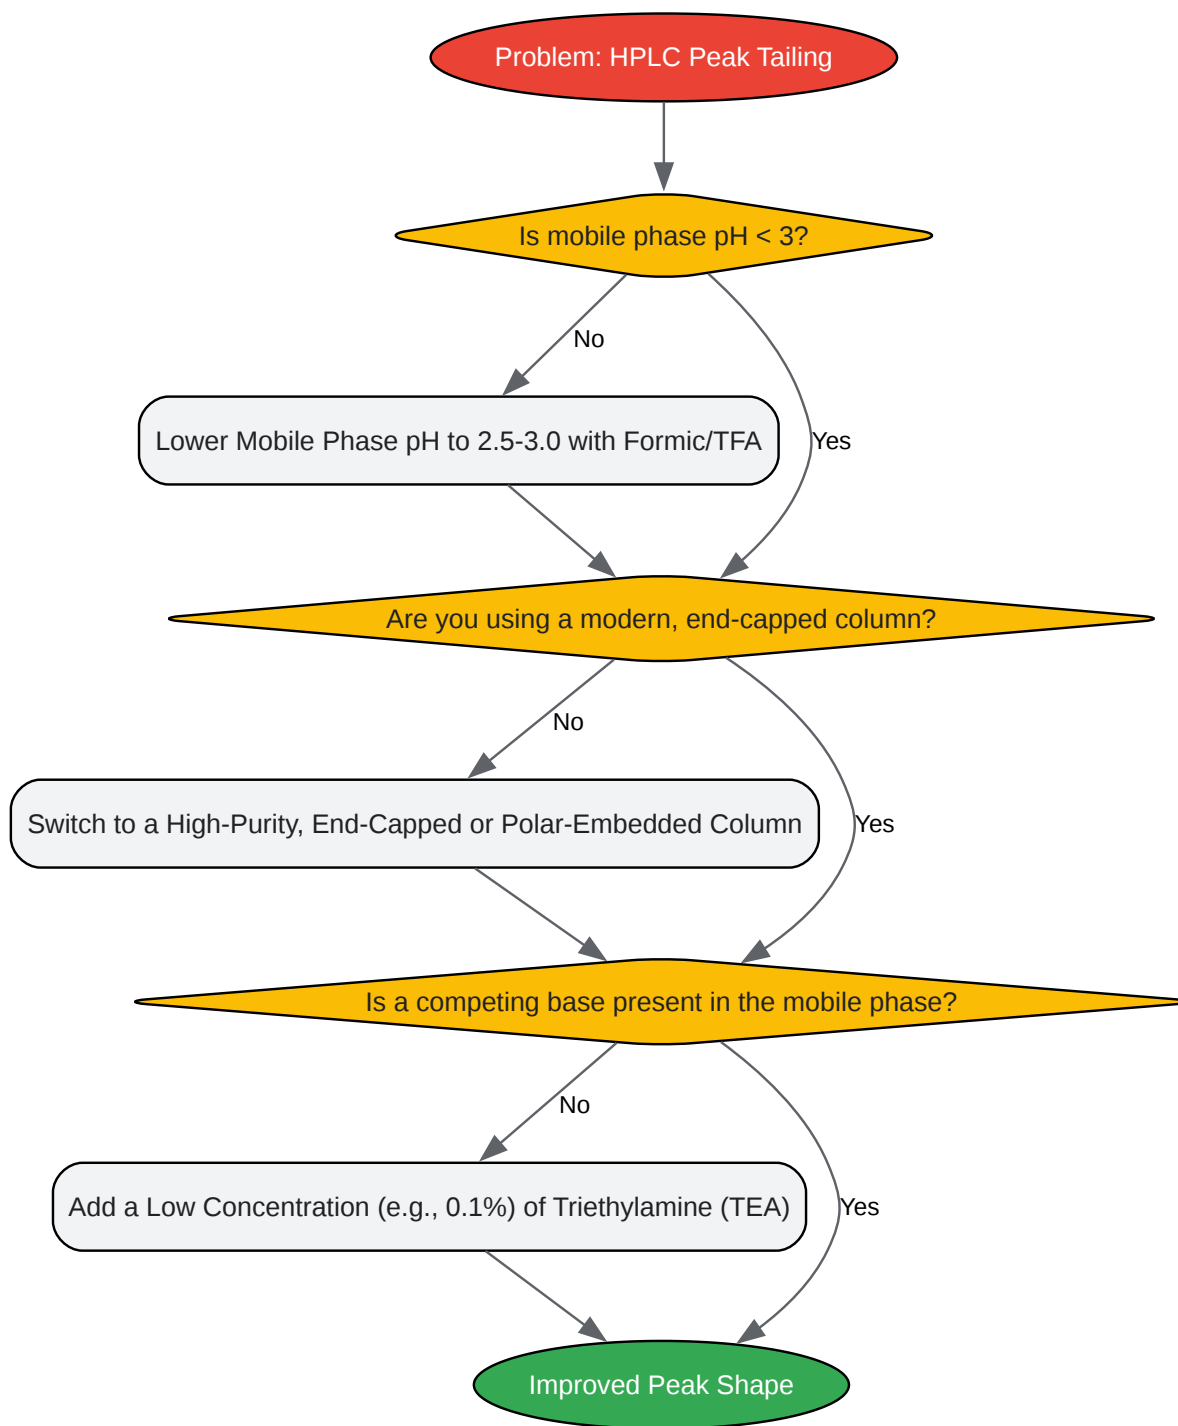 Problem: HPLC Peak Tailing
Is mobile phase pH < 3?
No
Lower Mobile Phase pH to 2.5-3.0 with Formic/TFA
Yes
Are you using a modern, end-capped column?
No
Switch to a High-Purity, End-Capped or Polar-Embedded Column
Yes
Is a competing base present in the mobile phase?
No
Add a Low Concentration (e.g., 0.1%) of Triethylamine (TEA)
Yes
Improved Peak Shape